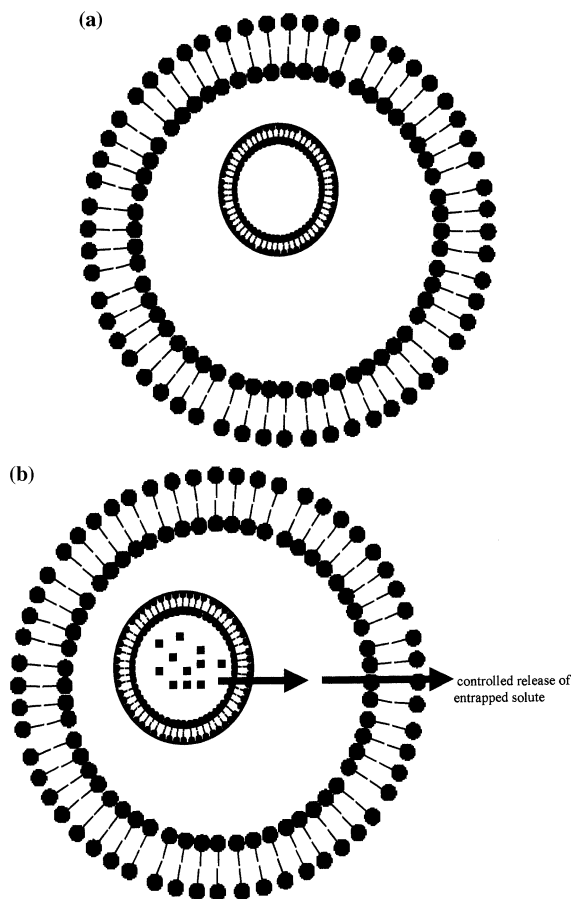 (a)
(b)
controlled release of
entrapped solute